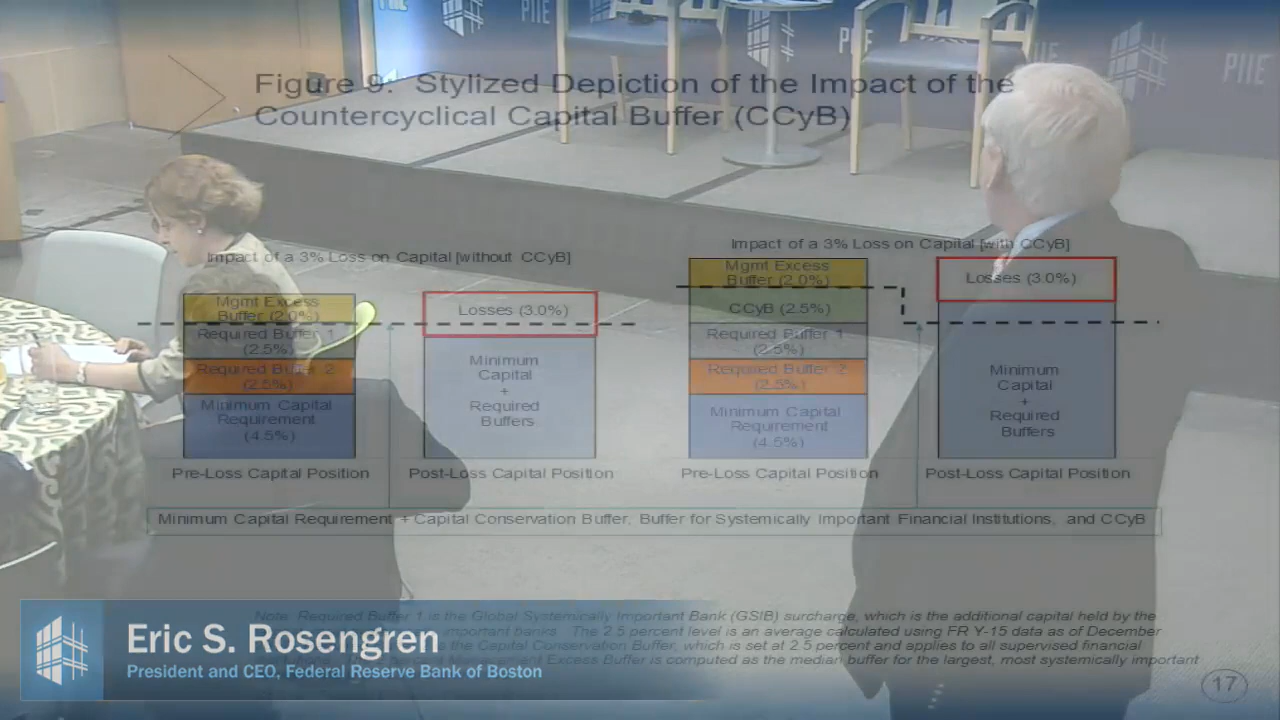 PIIE
PIIE
PIIE
Figure 9: Stylized Depiction of the Impact of the
Countercyclical Capital Buffer (CCyB)
Impact of a 3% Loss on Capital [without CCyB]
Impact of a 3% Loss on Capital [with CCyB]
Mgmt Excess
Buffer (2.0%)
Required Buffer 1
(2.5%)
Required Buffer 2
(2.5%)
Minimum Capital
Requirement
(4.5%)
Losses (3.0%)
Minimum
Capital
+
Required
Buffers
Mgmt Excess
Buffer (2.0%)
CCyB (2.5%)
Required Buffer 1
(2.5%)
Required Buffer 2
(2.5%)
Minimum Capital
Requirement
(4.5%)
Losses (3.0%)
Minimum
Capital
+
Required
Buffers
Pre-Loss Capital Position
Post-Loss Capital Position
Pre-Loss Capital Position
Post-Loss Capital Position
Minimum Capital Requirement + Capital Conservation Buffer, Buffer for Systemically Important Financial Institutions, and CCyB
Note: Required Buffer 1 is the Global Systemically Important Bank (GSIB) surcharge, which is the additional capital held by the
important banks. The 2.5 percent level is an average calculated using FR Y-15 data as of December
the Capital Conservation Buffer, which is set at 2.5 percent and applies to all supervised financial
Excess Buffer is computed as the median buffer for the largest, most systemically important
Eric S. Rosengren
President and CEO, Federal Reserve Bank of Boston
17